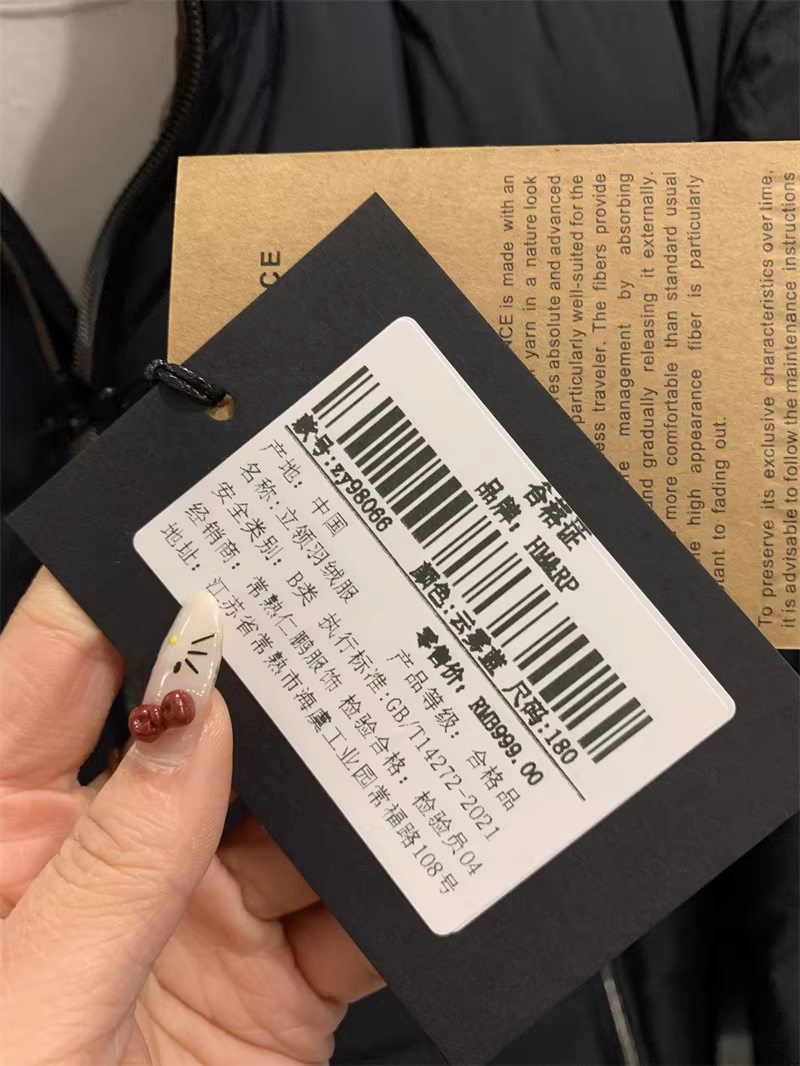 合格证
品牌:
款号:zy98066 颜色:云雾蓝 尺码:180
零售价: RMB999.00
产地: 中国 产品等级: 合格品
名称:立领羽绒服 执行标准:GB/T14272-2021
安全类别: B类 检验合格: 检验员04
经销商: 常熟仁鹏服饰
地址: 江苏省常熟市海虞工业园常福路108号
CE
NCE is made with an
yarn in a nature look
es absolute and advanced
particularly well-suited for the
ess traveler. The fibers provide
management by absorbing
and gradually releasing it externally.
more comfortable than standard usual
high appearance fiber is particularly
to fading out.
To preserve its exclusive characteristics over lime,
it is advisable to follow the maintenance instructions